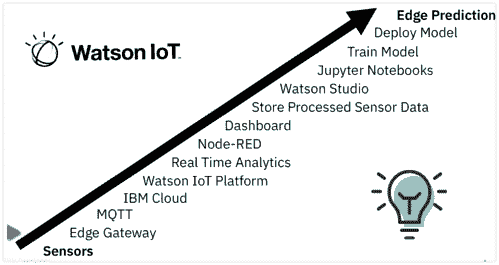 Edge Prediction
Deploy Model
Train Model
Jupyter Notebooks
Watson Studio
Store Processed Sensor Data
Dashboard
Node-RED
Real Time Analytics
Watson IoT Platform
IBM Cloud
MQTT
Edge Gateway
Sensors
Watson IoT™